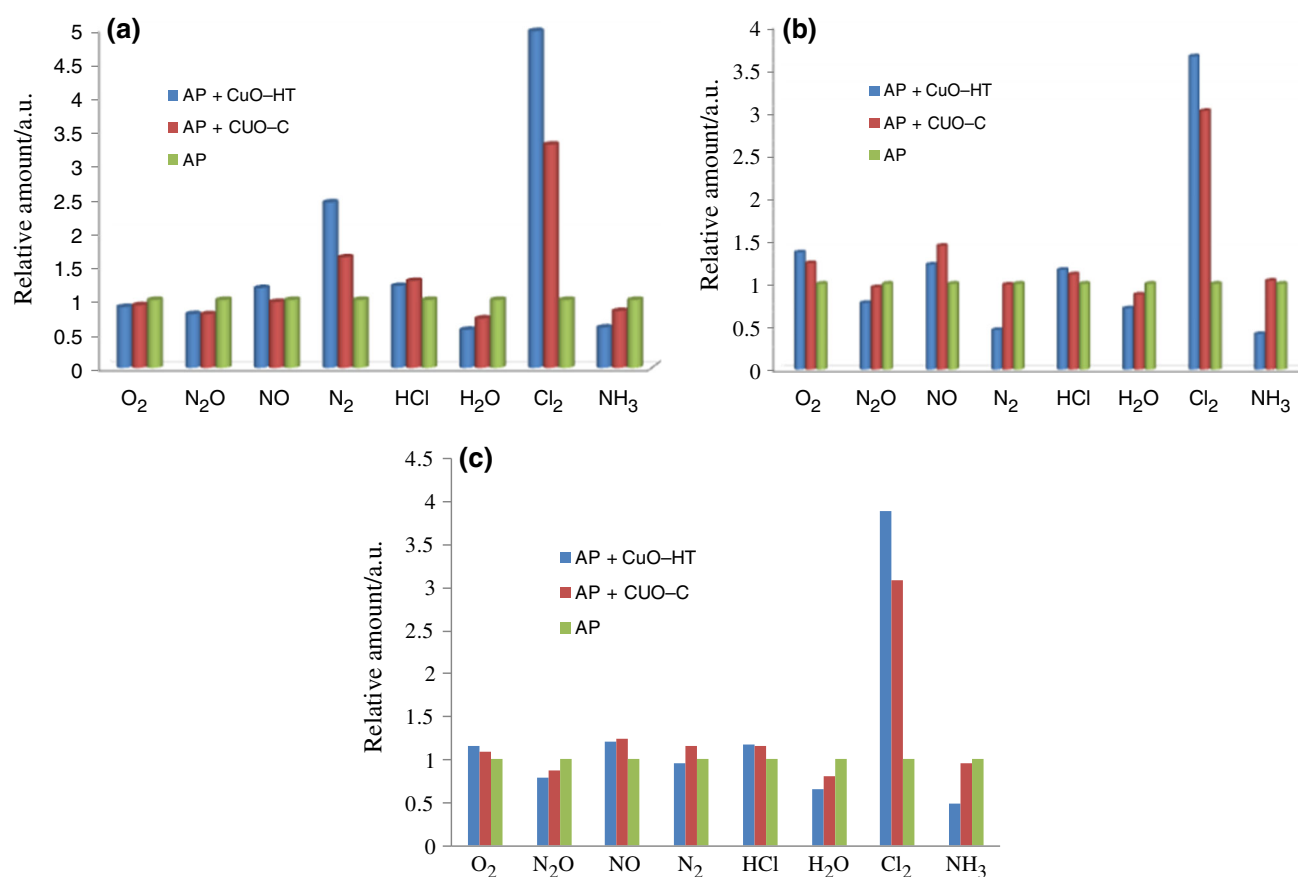 (a)
Relative amount/a.u.
5
4.5
4
3.5
3
2.5
2
1.5
1
0.5
0
AP + CuO–HT
AP + CUO–C
AP
O₂ N₂O NO N₂ HCl H₂O Cl₂ NH₃
(b)
Relative amount/a.u.
4
3.5
3
2.5
2
1.5
1
0.5
0
AP + CuO–HT
AP + CUO–C
AP
O₂ N₂O NO N₂ HCl H₂O Cl₂ NH₃
(c)
Relative amount/a.u.
4.5
4
3.5
3
2.5
2
1.5
1
0.5
0
AP + CuO–HT
AP + CUO–C
AP
O₂ N₂O NO N₂ HCl H₂O Cl₂ NH₃